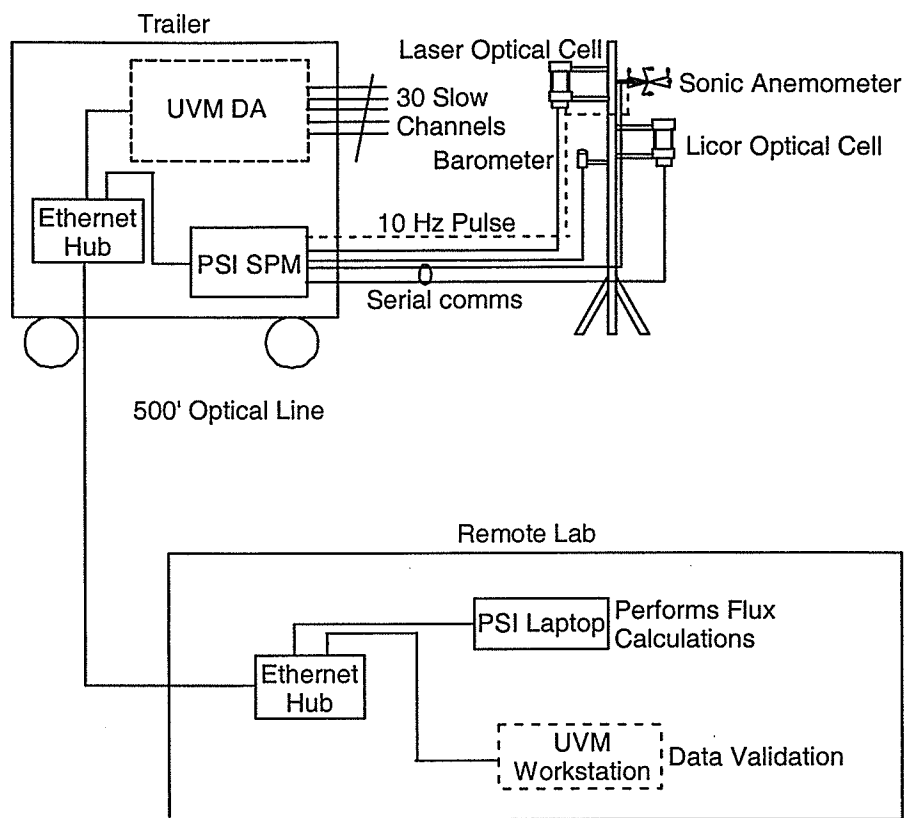 Trailer
Laser Optical Cell
Sonic Anemometer
UVM DA
30 Slow
Channels
Barometer
Licor Optical Cell
Ethernet
Hub
10 Hz Pulse
PSI SPM
Serial comms
500' Optical Line
Remote Lab
PSI Laptop
Performs Flux
Calculations
Ethernet
Hub
UVM
Workstation
Data Validation